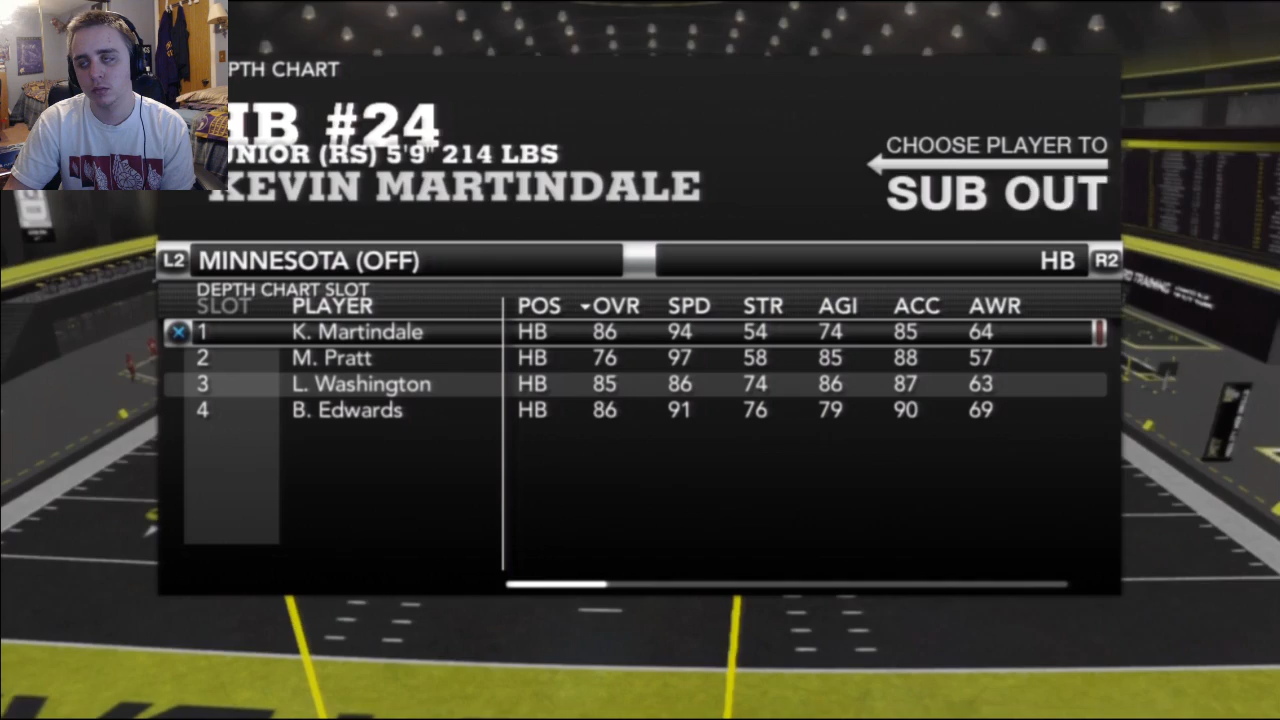 PTH CHART
HB #24
UNIOR (RS) 5'9" 214 LBS
KEVIN MARTINDALE
CHOOSE PLAYER TO
SUB OUT
L2 MINNESOTA (OFF) HB R2
DEPTH CHART SLOT
SLOT PLAYER POS OVR SPD STR AGI ACC AWR
1 K. Martindale HB 86 94 54 74 85 64
2 M. Pratt HB 76 97 58 85 88 57
3 L. Washington HB 85 86 74 86 87 63
4 B. Edwards HB 86 91 76 79 90 69
TRAINING